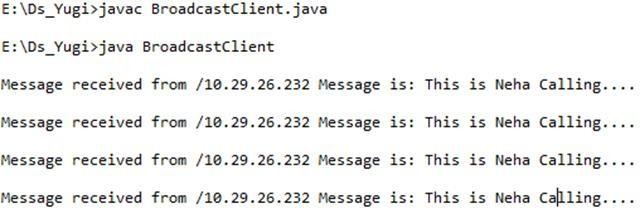 E:\Ds_Yugi>javac BroadcastClient.java
E:\Ds_Yugi>java BroadcastClient
Message received from /10.29.26.232 Message is: This is Neha Calling....
Message received from /10.29.26.232 Message is: This is Neha Calling....
Message received from /10.29.26.232 Message is: This is Neha Calling....
Message received from /10.29.26.232 Message is: This is Neha Calling....